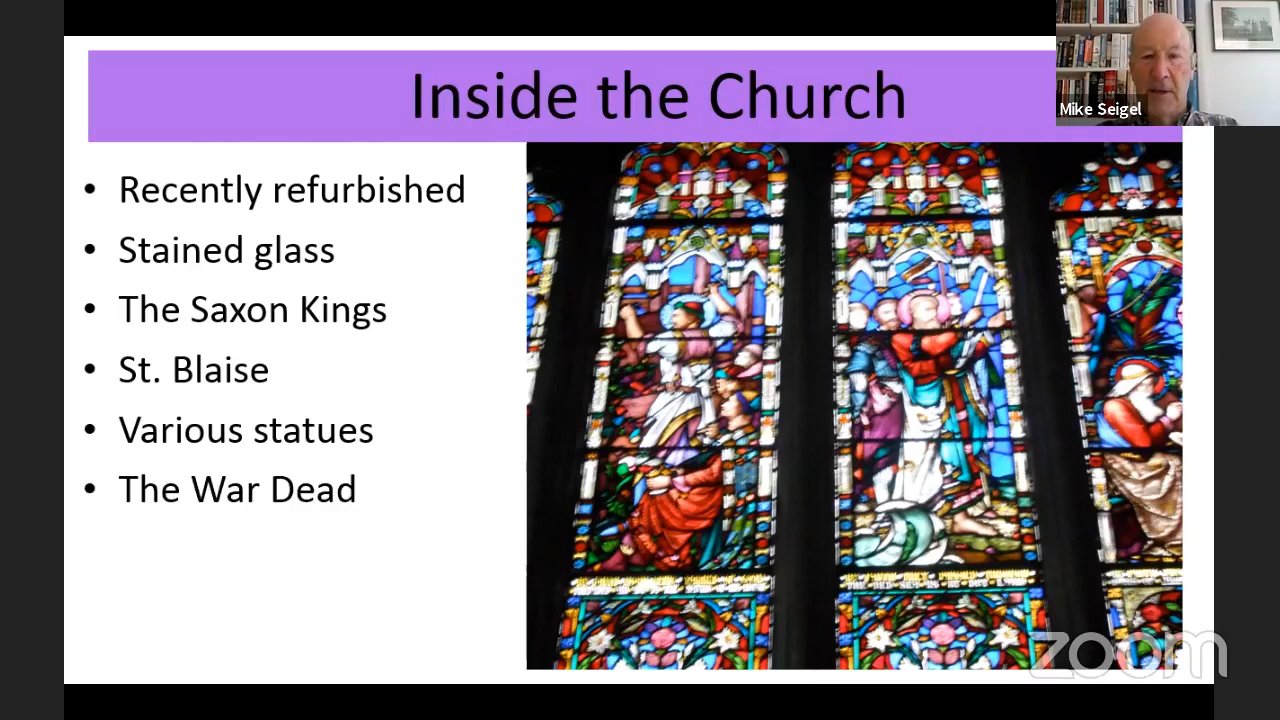 Inside the Church
Mike Seigel
• Recently refurbished
• Stained glass
• The Saxon Kings
• St. Blaise
• Various statues
• The War Dead
zoom